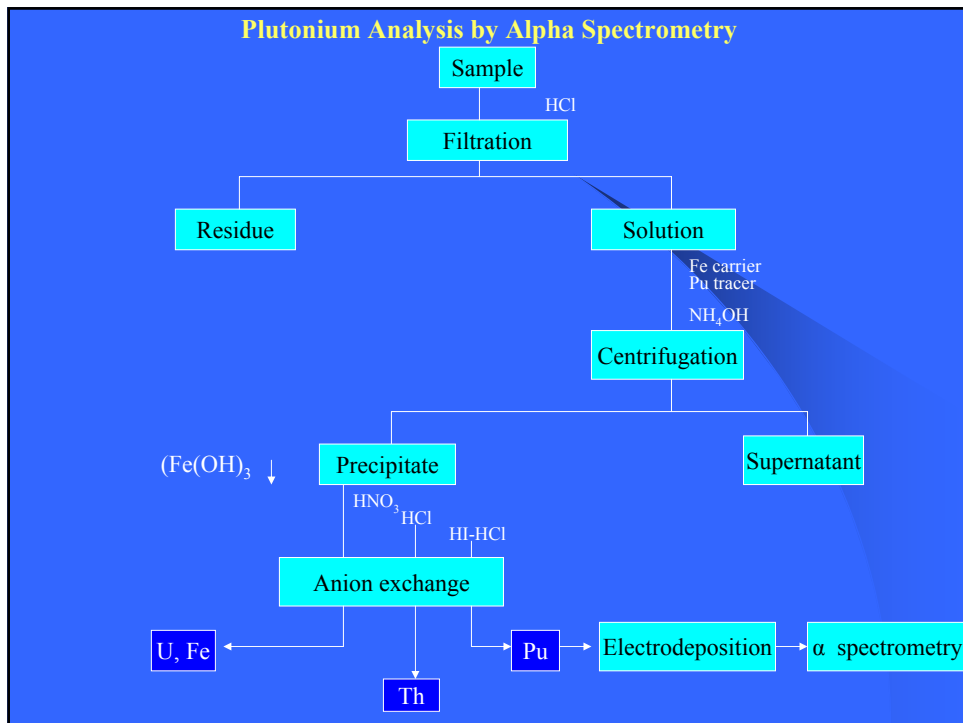 Plutonium Analysis by Alpha Spectrometry
Sample
HCl
Filtration
Residue
Solution
Fe carrier
Pu tracer
NH₄OH
Centrifugation
(Fe(OH)₃ ↓
Precipitate
Supernatant
HNO₃
HCl
HI-HCl
Anion exchange
U, Fe
Pu
Electrodeposition
α spectrometry
Th